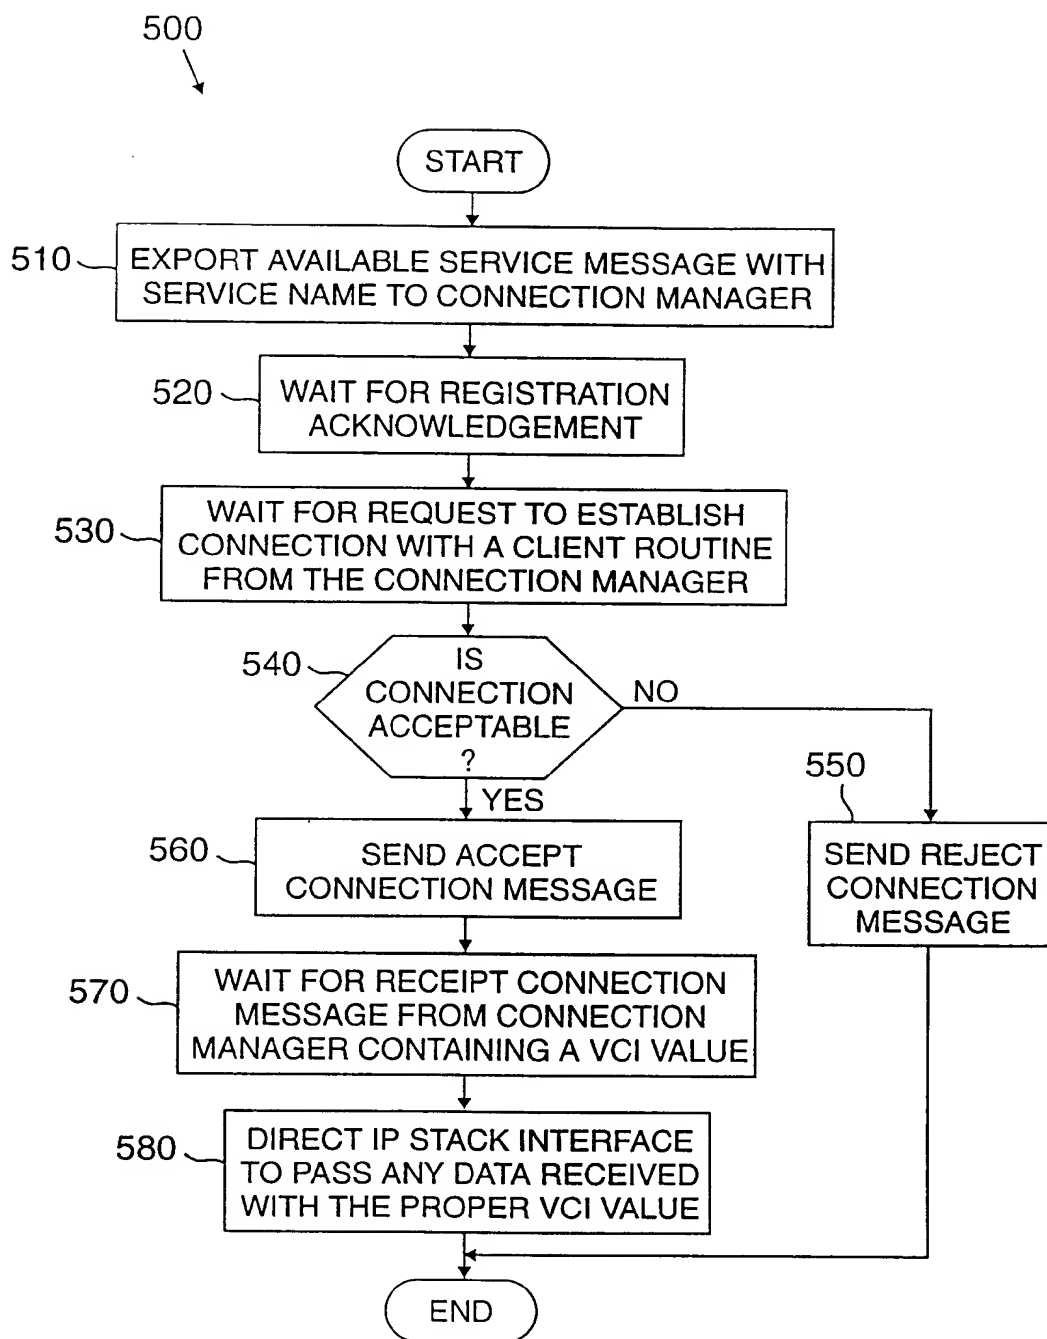 500
START
510
EXPORT AVAILABLE SERVICE MESSAGE WITH
SERVICE NAME TO CONNECTION MANAGER
520
WAIT FOR REGISTRATION
ACKNOWLEDGEMENT
530
WAIT FOR REQUEST TO ESTABLISH
CONNECTION WITH A CLIENT ROUTINE
FROM THE CONNECTION MANAGER
540
IS
CONNECTION
ACCEPTABLE
?
NO
YES
550
SEND REJECT
CONNECTION
MESSAGE
560
SEND ACCEPT
CONNECTION MESSAGE
570
WAIT FOR RECEIPT CONNECTION
MESSAGE FROM CONNECTION
MANAGER CONTAINING A VCI VALUE
580
DIRECT IP STACK INTERFACE
TO PASS ANY DATA RECEIVED
WITH THE PROPER VCI VALUE
END